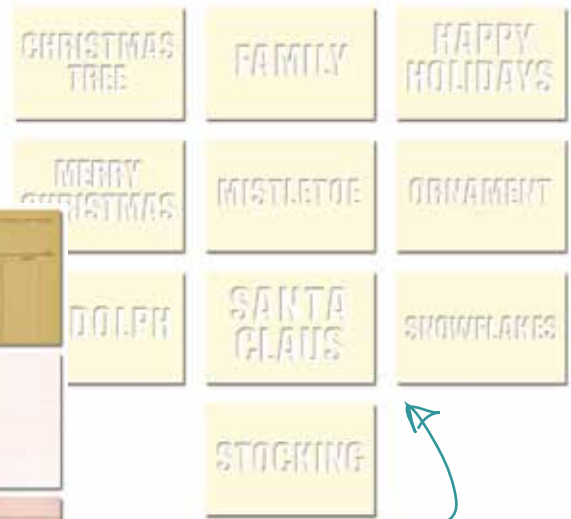 CHRISTMAS
TREE
FAMILY
HAPPY
HOLIDAYS
MERRY
CHRISTMAS
MISTLETOE
ORNAMENT
DOLPH
SANTA
CLAUS
SNOWFLAKES
STOCKING